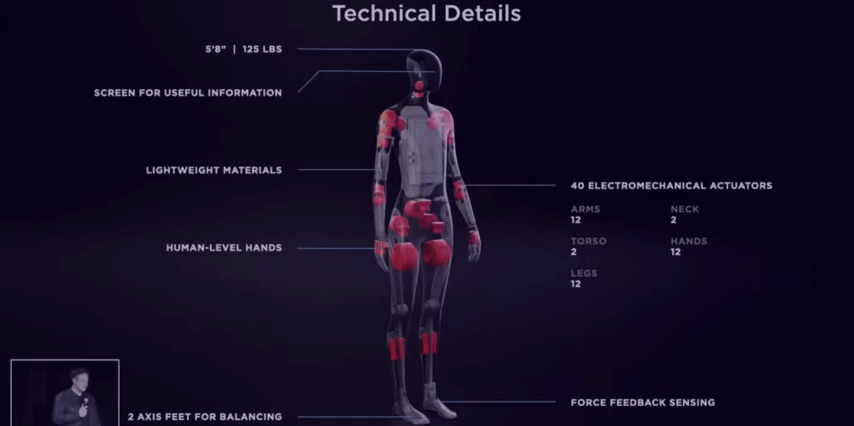 Technical Details
5'8" | 125 LBS
SCREEN FOR USEFUL INFORMATION
LIGHTWEIGHT MATERIALS
HUMAN-LEVEL HANDS
2 AXIS FEET FOR BALANCING
40 ELECTROMECHANICAL ACTUATORS
ARMS NECK
12 2
TORSO HANDS
2 12
LEGS
12
FORCE FEEDBACK SENSING